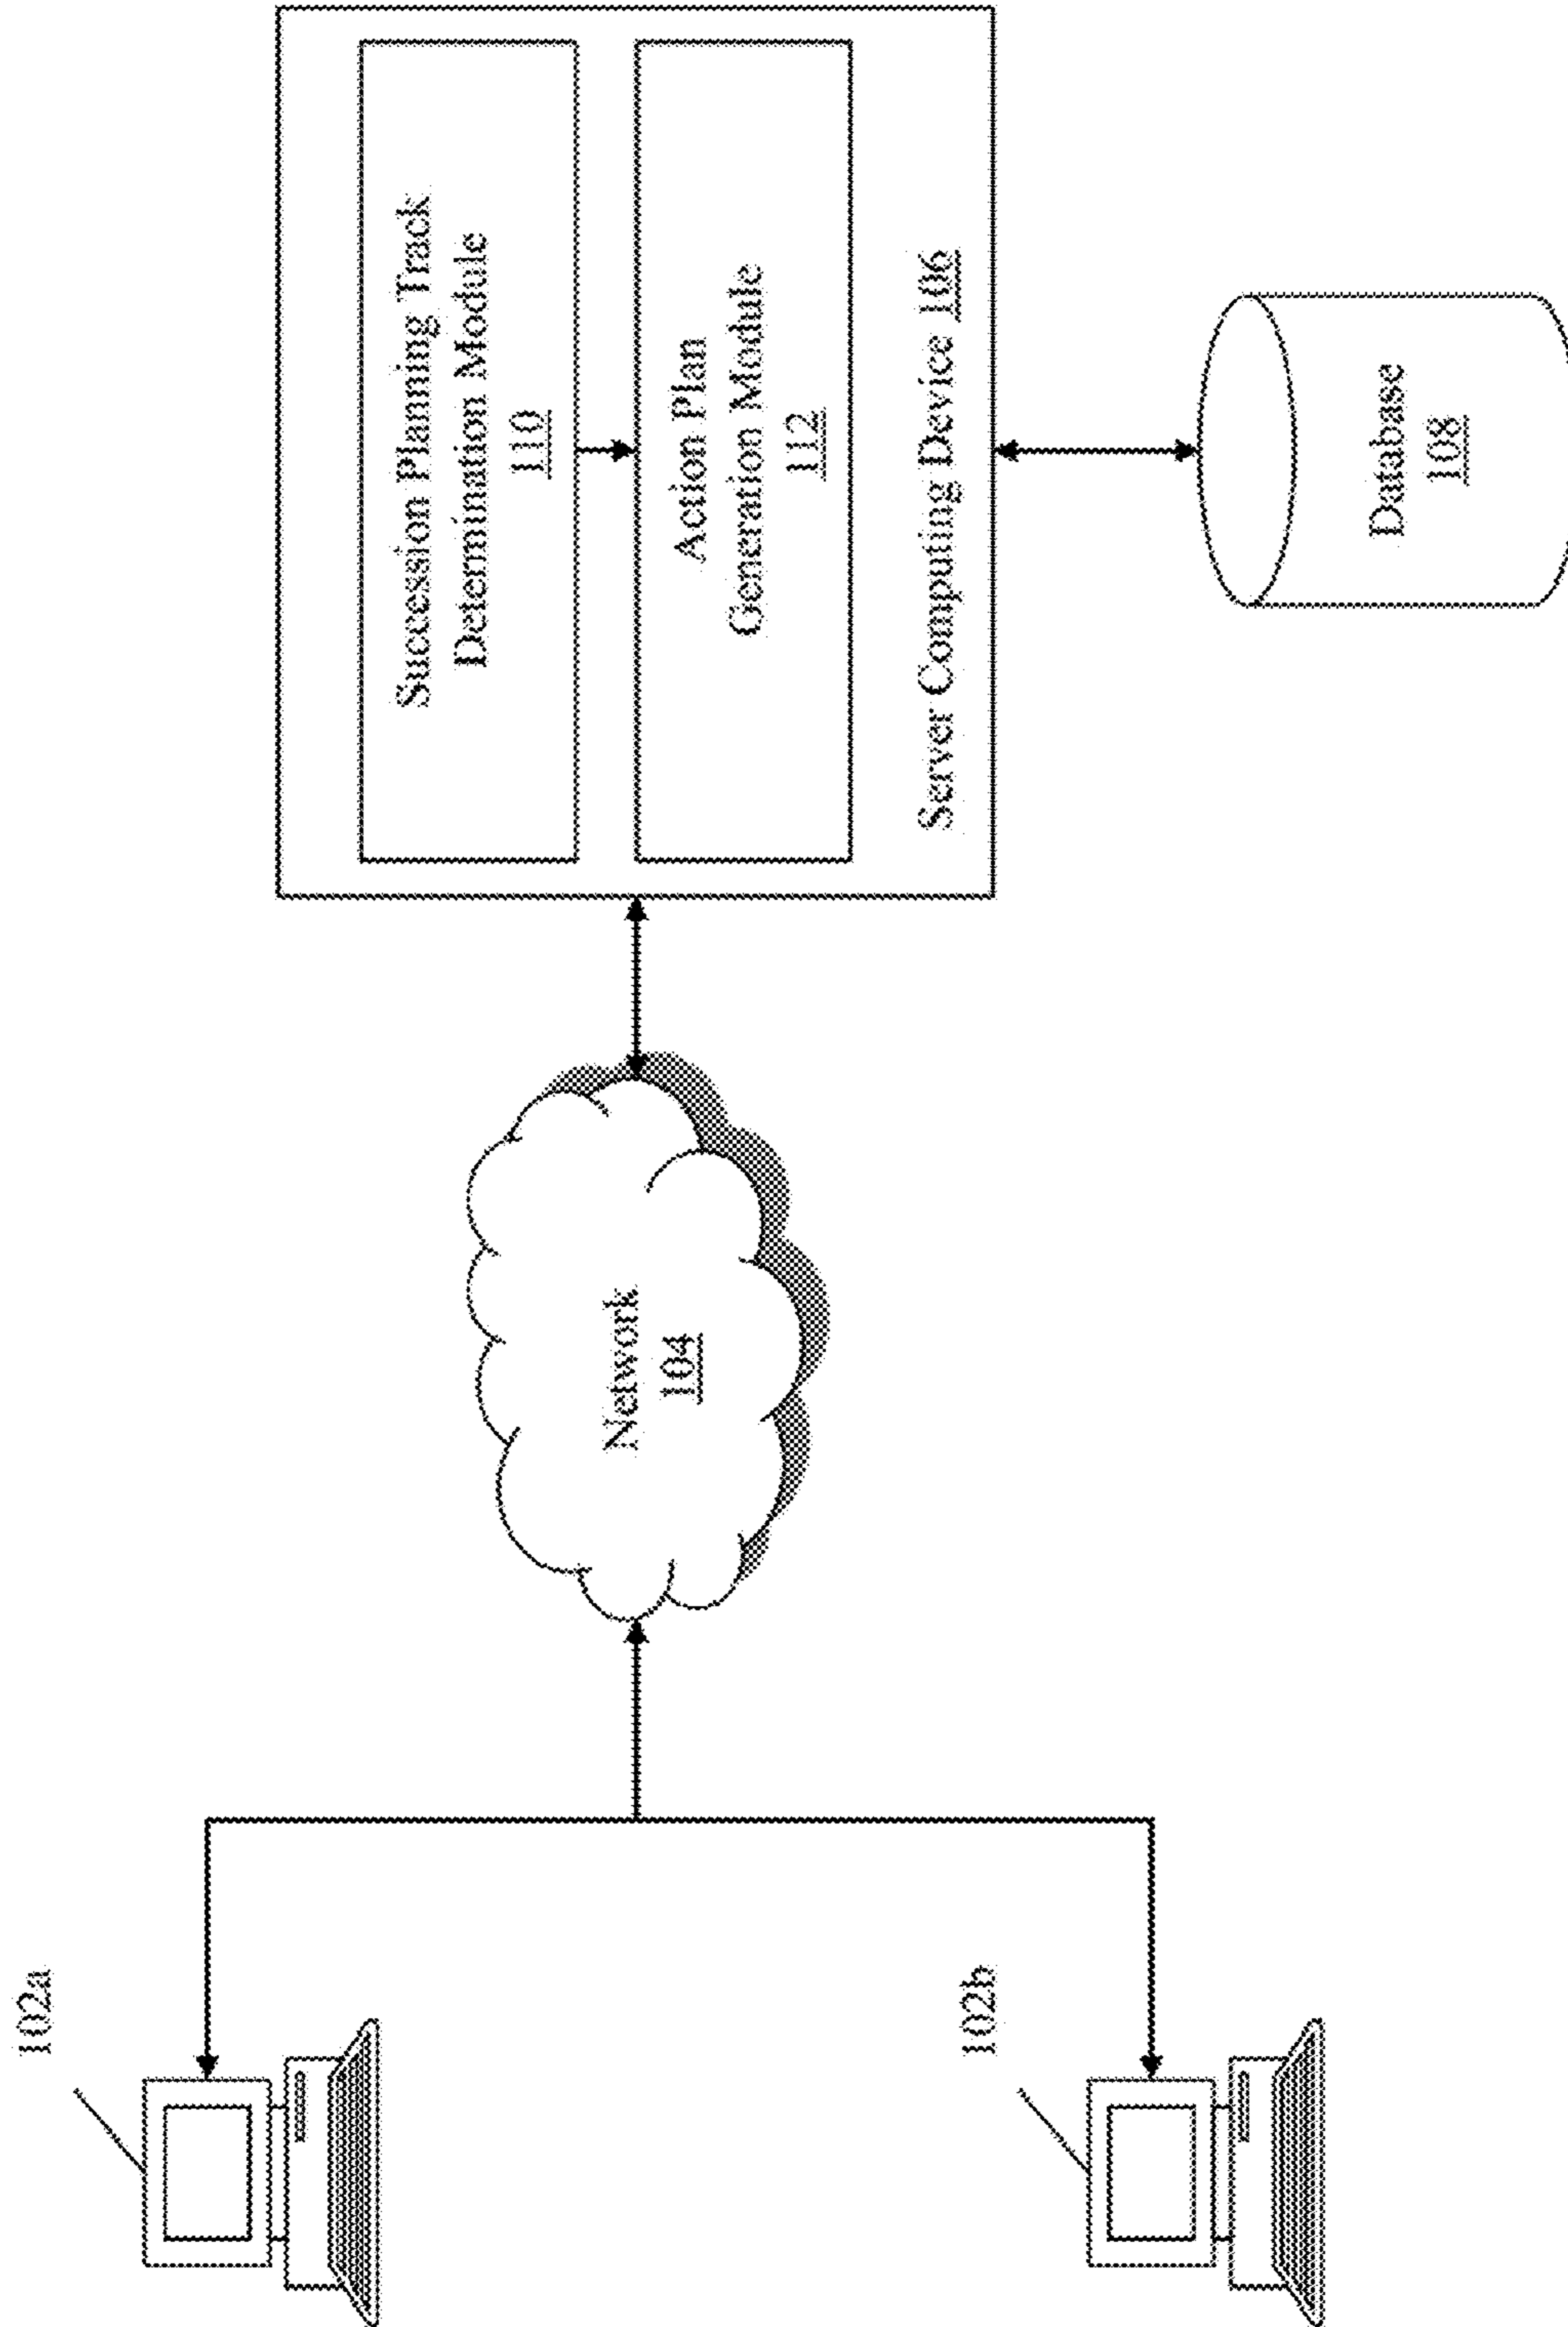 102a
102b
Network
104
Succession Planning Track
Determination Module
110
Action Plan
Generation Module
112
Server Computing Device 106
Database
108